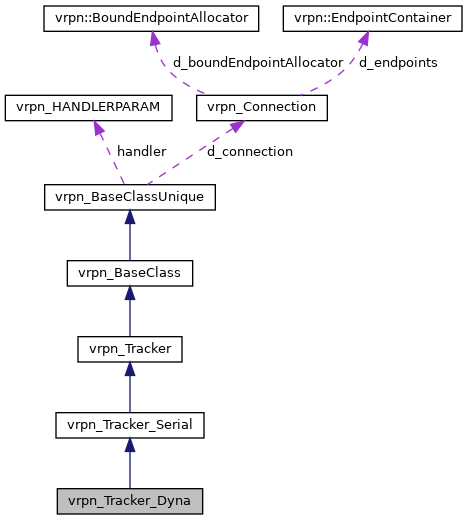 vrpn::BoundEndpointAllocator
vrpn::EndpointContainer
d_boundEndpointAllocator
d_endpoints
vrpn_HANDLERPARAM
vrpn_Connection
handler
d_connection
vrpn_BaseClassUnique
vrpn_BaseClass
vrpn_Tracker
vrpn_Tracker_Serial
vrpn_Tracker_Dyna